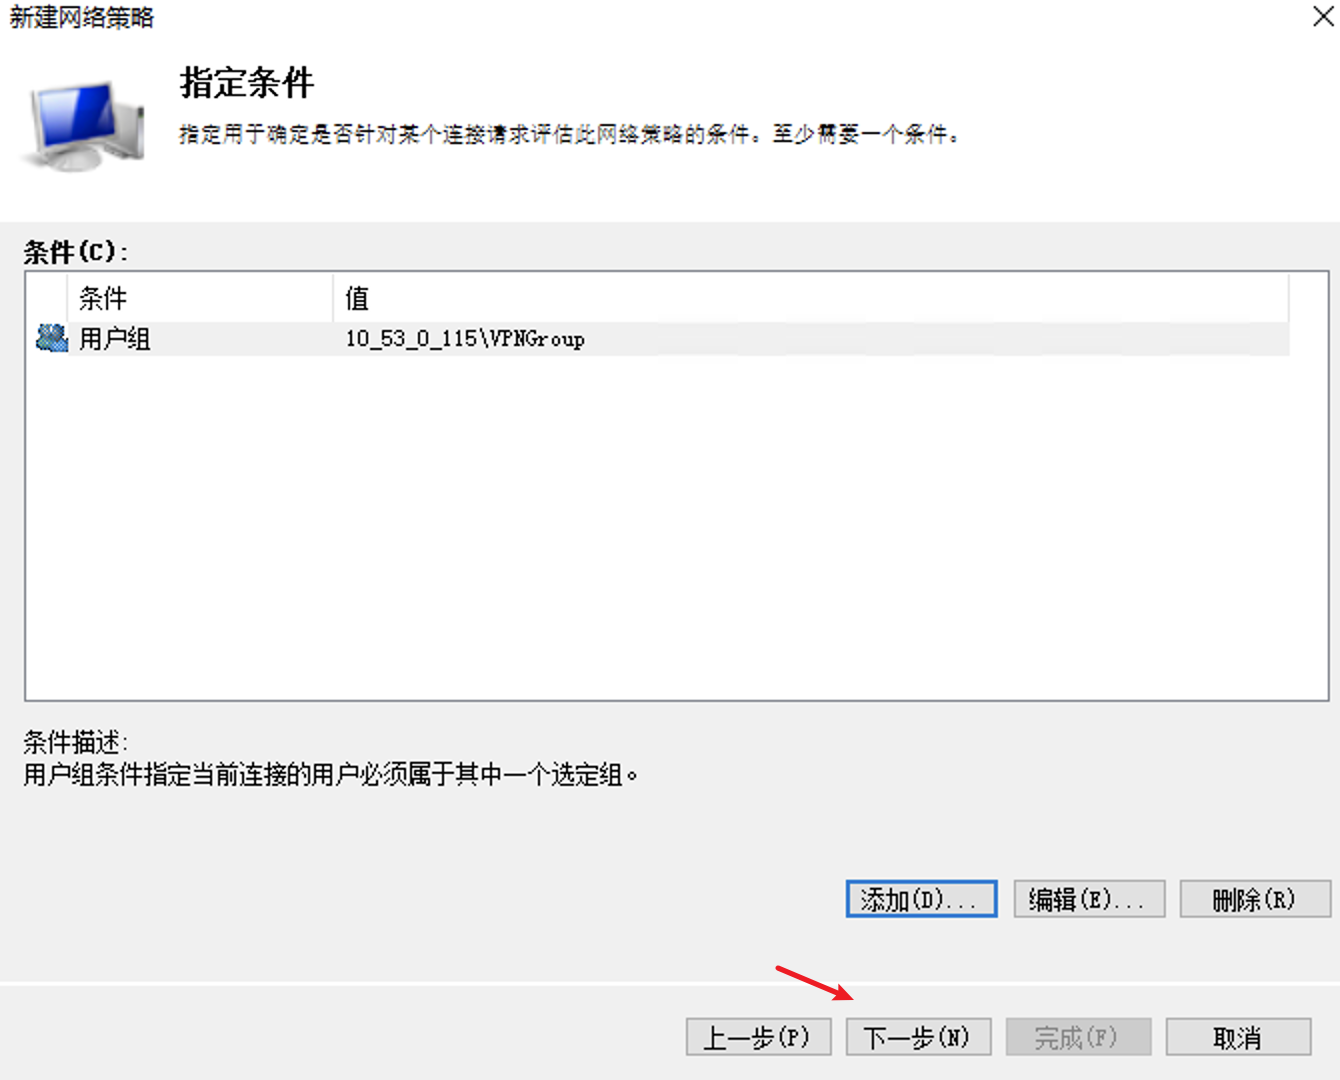 新建网络策略
指定条件
指定用于确定是否针对某个连接请求评估此网络策略的条件。至少需要一个条件。
条件(C):
条件 值
用户组 10_53_0_115\VPNGroup
条件描述:
用户组条件指定当前连接的用户必须属于其中一个选定组。
添加(D)... 编辑(E)... 删除(R)
上一步(P) 下一步(N) 完成(F) 取消